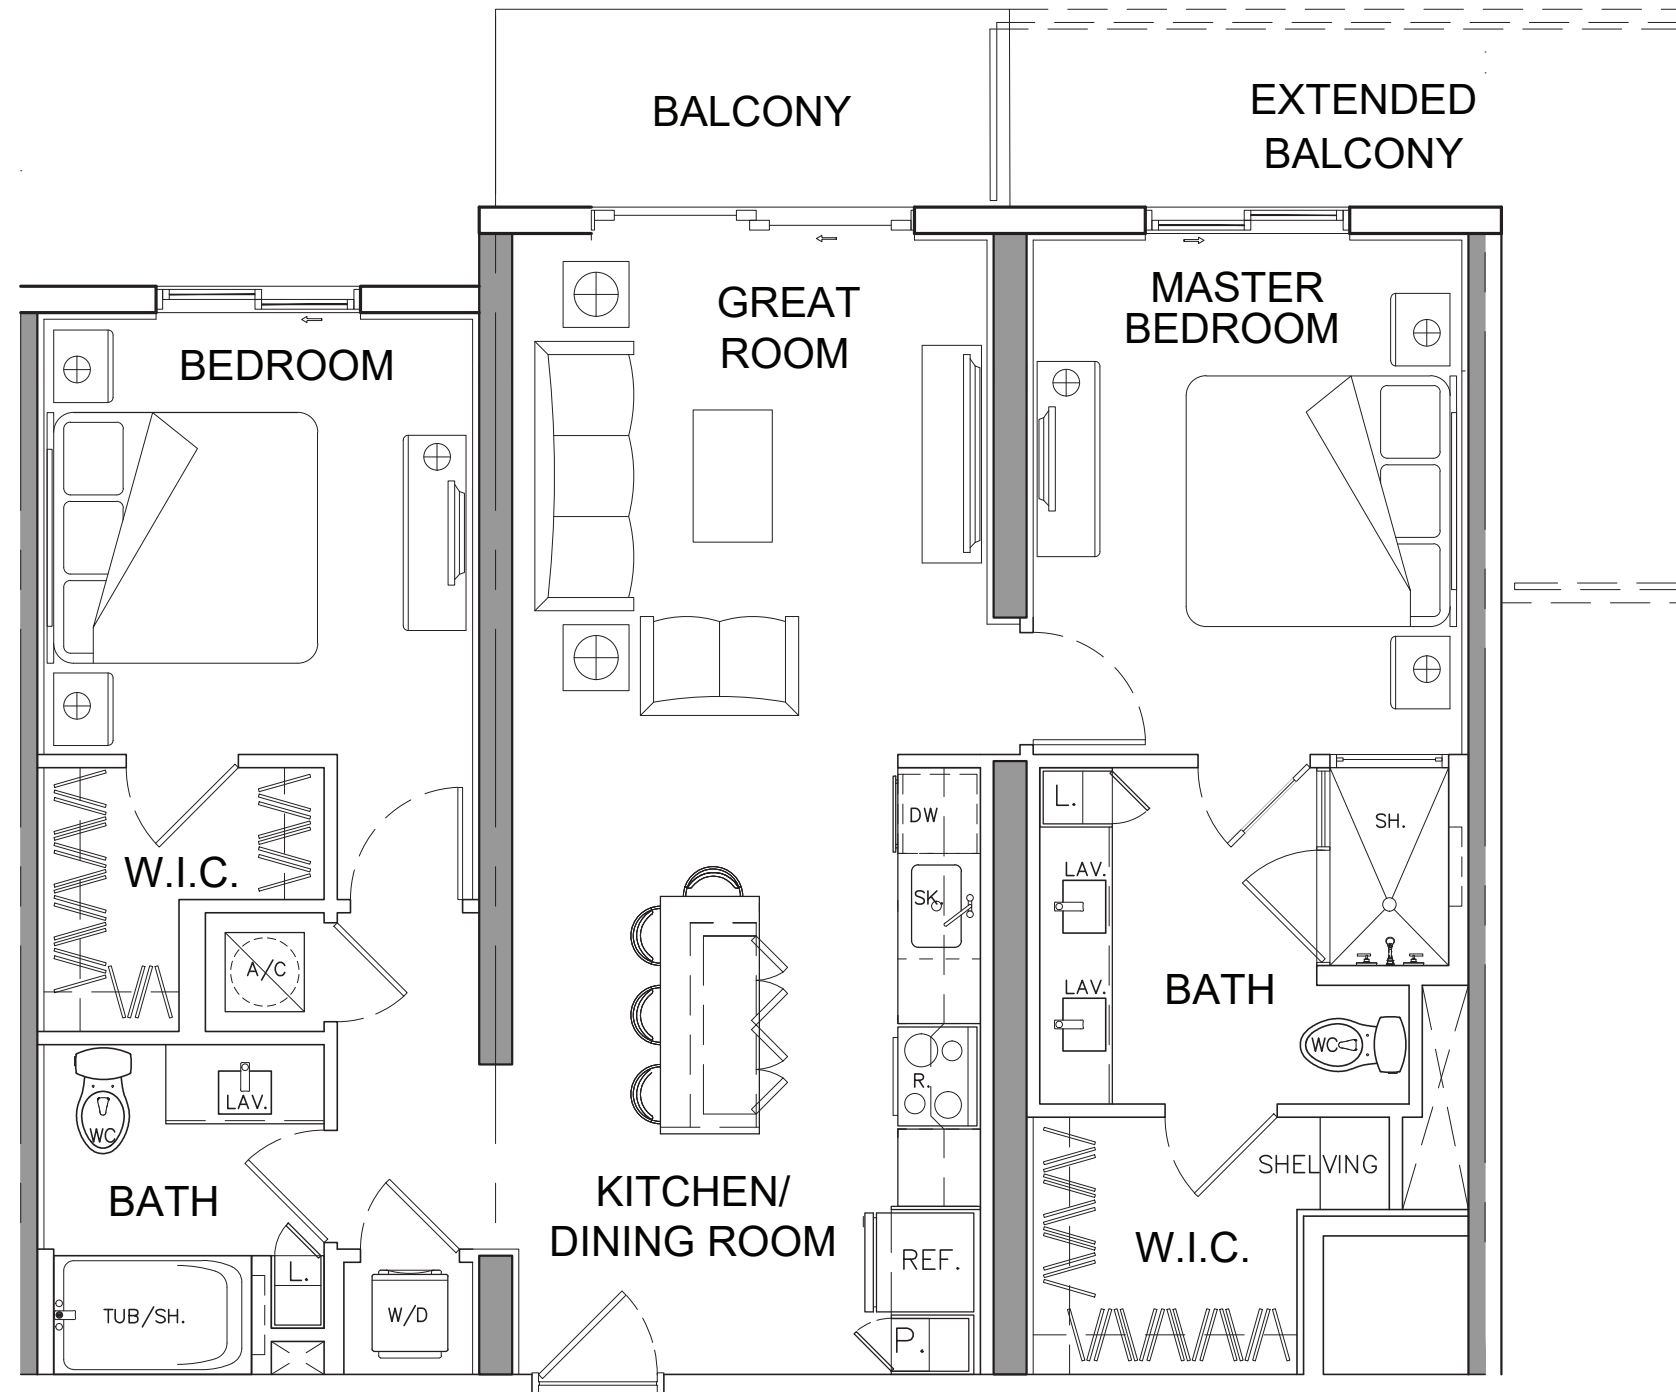 BALCONY
EXTENDED
BALCONY
GREAT
ROOM
MASTER
BEDROOM
BEDROOM
DW
SH.
L.
W.I.C.
LAV.
SK.
A/C
BATH
LAV.
WC
R.
LAV.
WC
SHELVING
BATH
KITCHEN/
DINING ROOM
W.I.C.
REF.
L.
TUB/SH.
W/D
P.